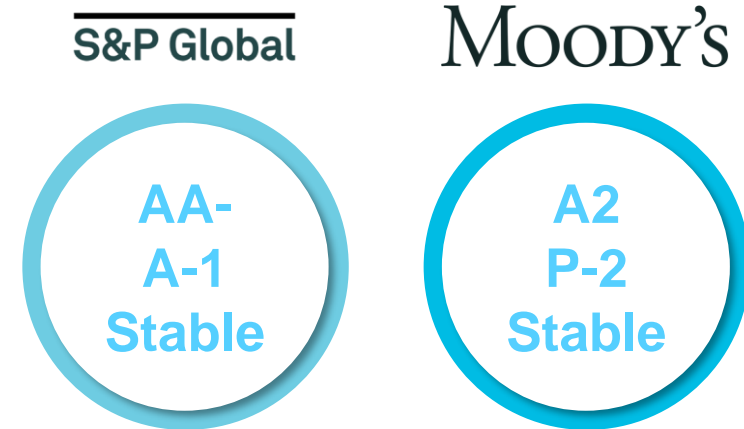 S&P Global
MOODY'S
AA-
A-1
Stable
A2
P-2
Stable